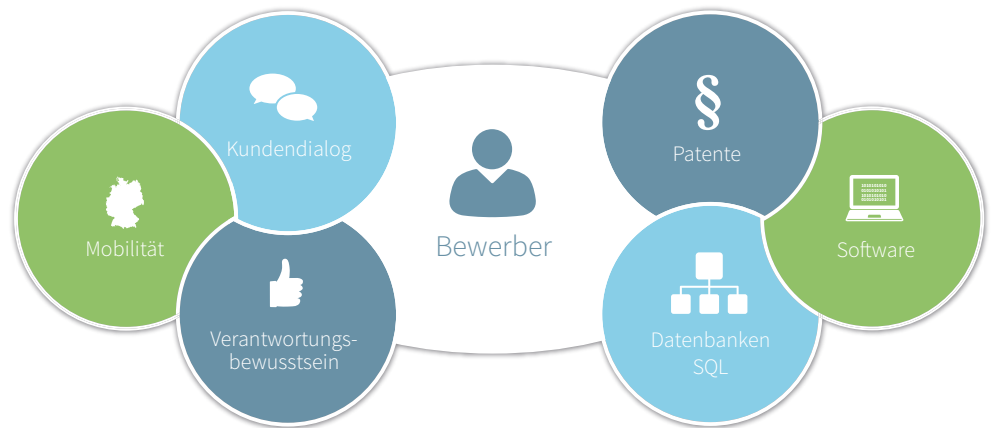 Kundendialog
Mobilität
Verantwortungs-
bewusstsein
Bewerber
§
Patente
Software
Datenbanken
SQL